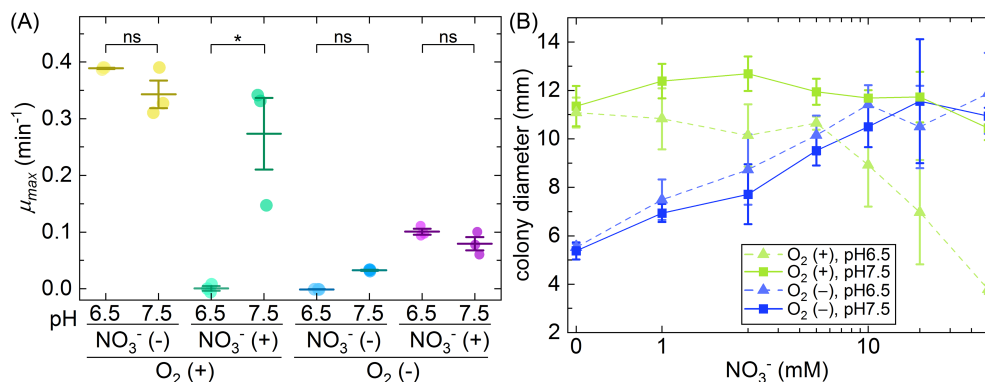 (A)
ns * ns ns
0.4
0.3
0.2
0.1
0.0
μmax (min⁻¹)
pH 6.5 7.5 6.5 7.5 6.5 7.5 6.5 7.5
NO₃⁻ (-) NO₃⁻ (+) NO₃⁻ (-) NO₃⁻ (+)
O₂ (+) O₂ (-)
(B)
14
12
10
8
6
4
2
colony diameter (mm)
O₂ (+), pH6.5
O₂ (+), pH7.5
O₂ (–), pH6.5
O₂ (–), pH7.5
0 1 10
NO₃⁻ (mM)